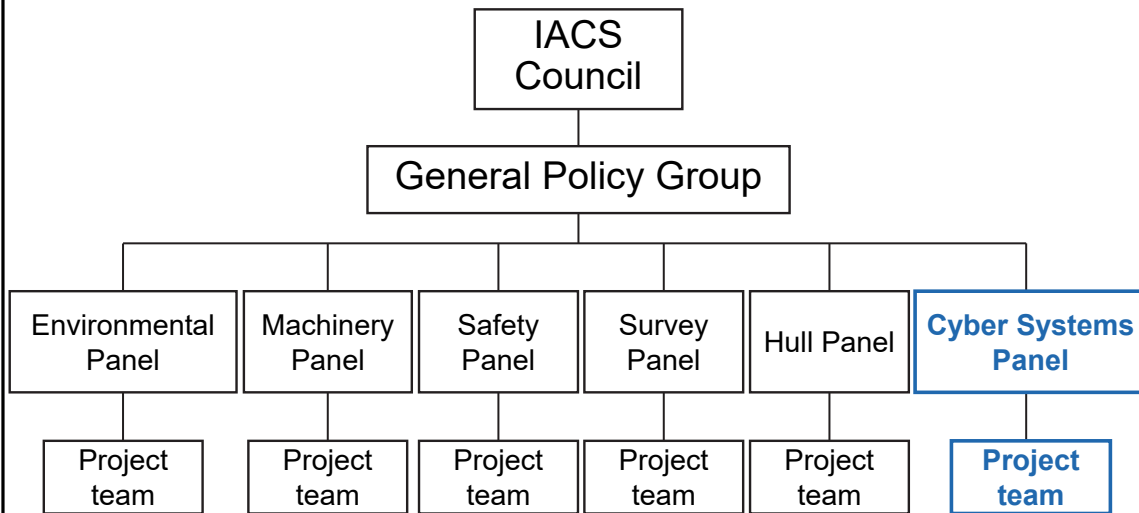 IACS
Council
General Policy Group
Environmental
Panel
Machinery
Panel
Safety
Panel
Survey
Panel
Hull Panel
Cyber Systems
Panel
Project
team
Project
team
Project
team
Project
team
Project
team
Project
team